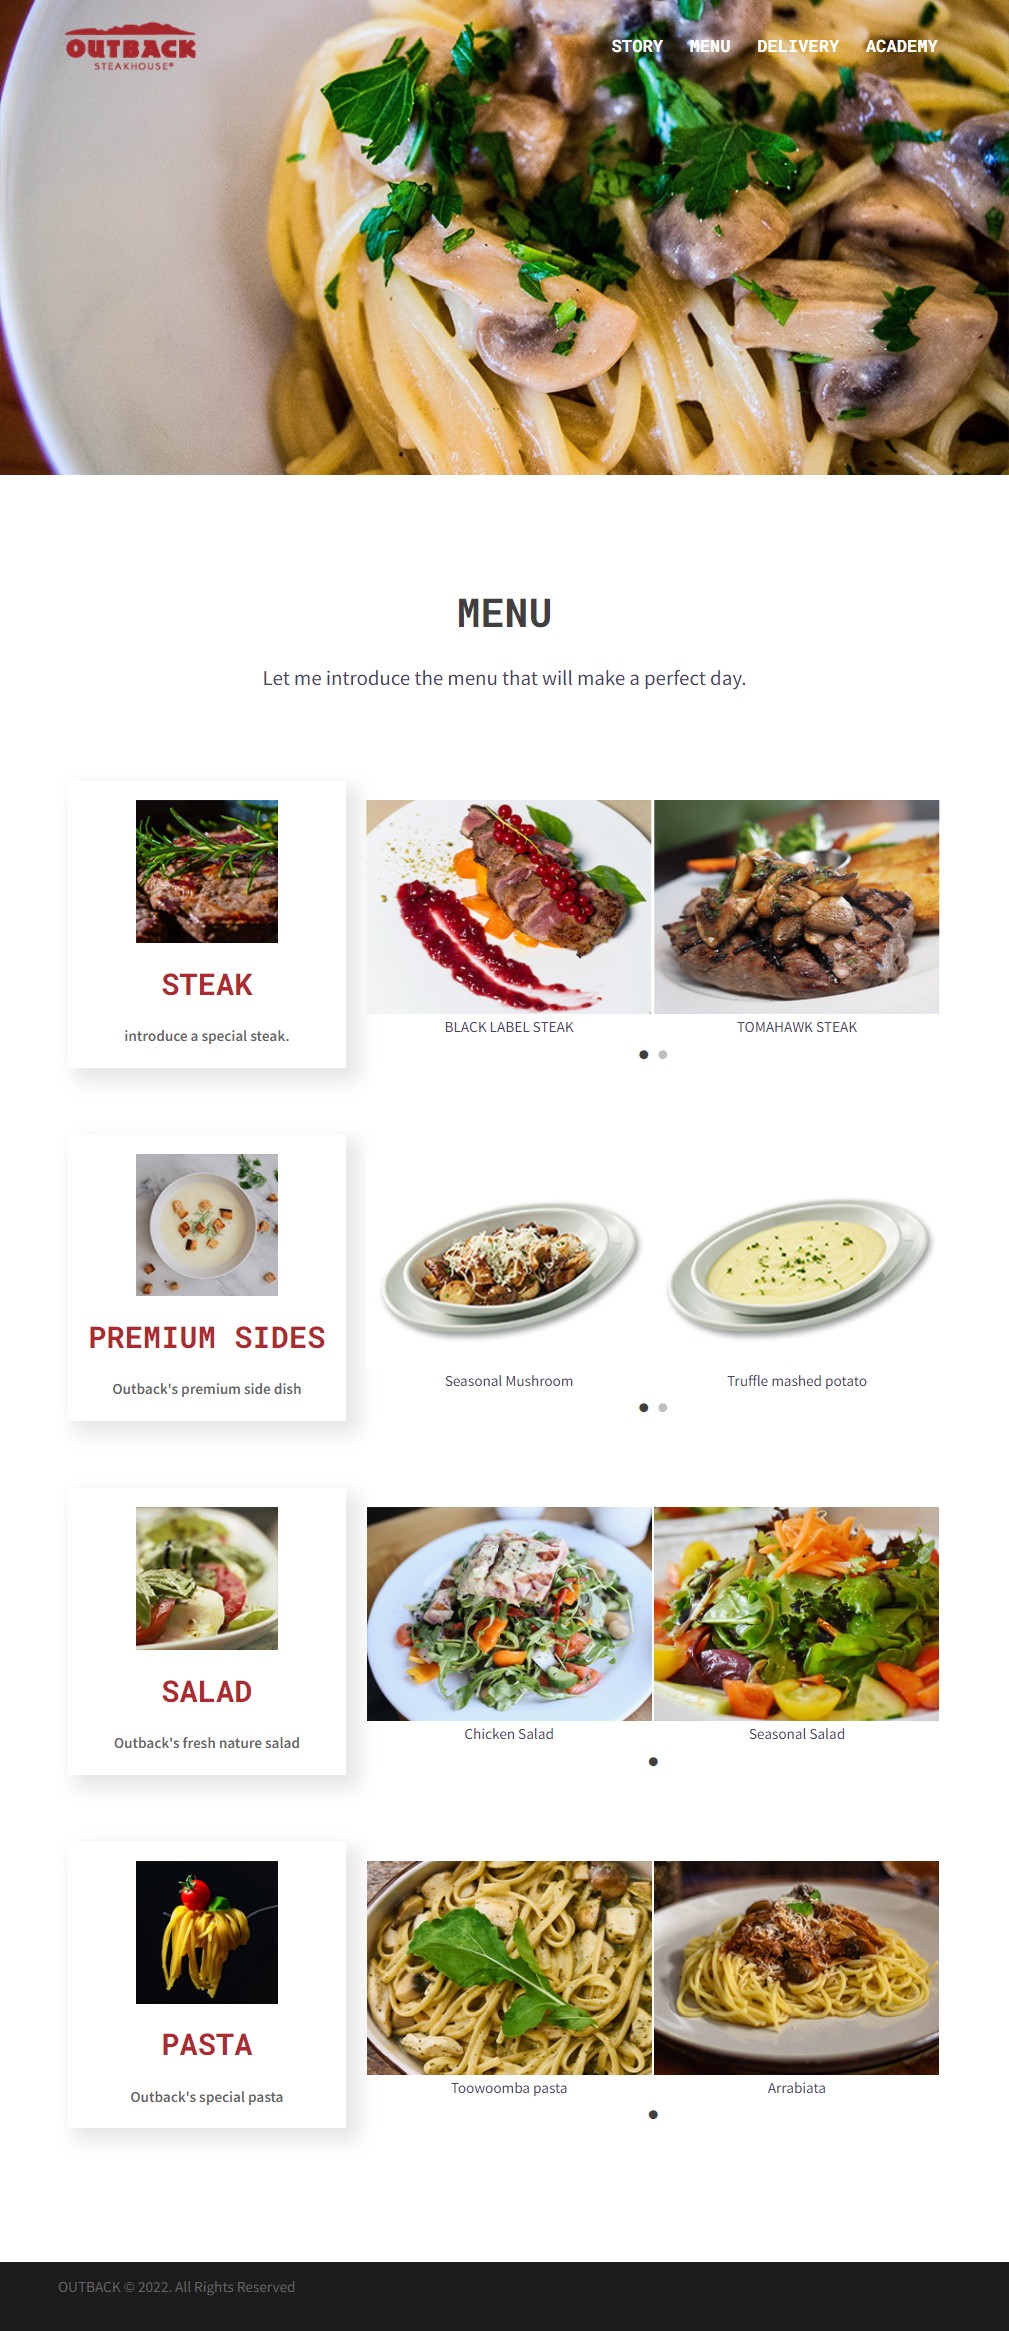 OUTBACK
STEAKHOUSE®
STORY MENU DELIVERY ACADEMY
MENU
Let me introduce the menu that will make a perfect day.
STEAK
introduce a special steak.
BLACK LABEL STEAK
TOMAHAWK STEAK
PREMIUM SIDES
Outback's premium side dish
Seasonal Mushroom
Truffle mashed potato
SALAD
Outback's fresh nature salad
Chicken Salad
Seasonal Salad
PASTA
Outback's special pasta
Toowoomba pasta
Arrabiata
OUTBACK © 2022. All Rights Reserved